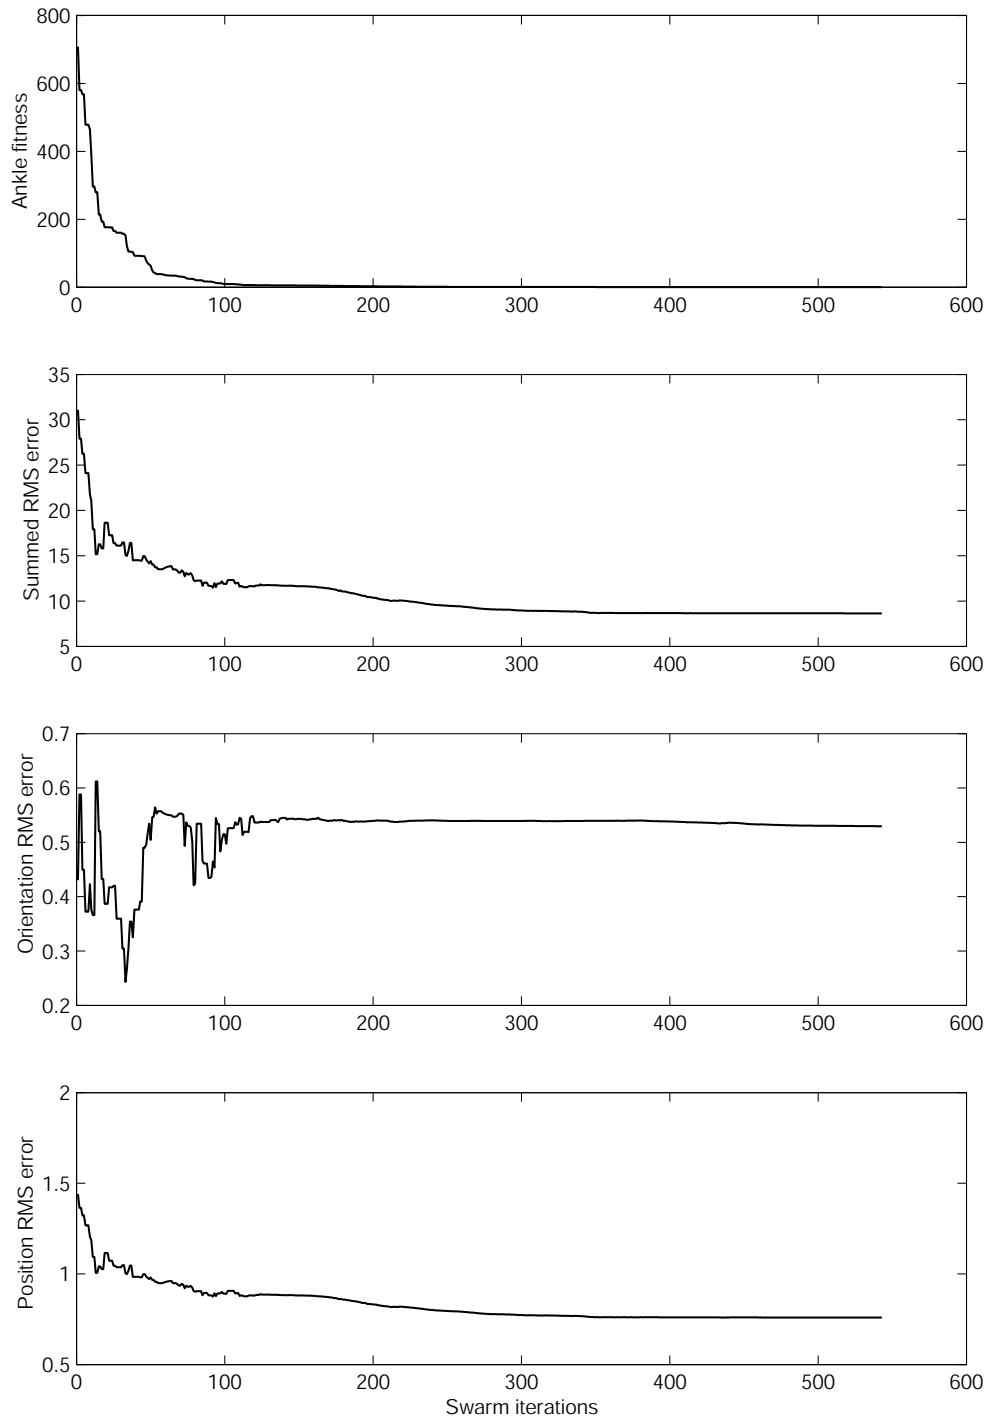 800
600
400
200
0
Ankle fitness
0 100 200 300 400 500 600
35
30
25
20
15
10
5
Summed RMS error
0 100 200 300 400 500 600
0.7
0.6
0.5
0.4
0.3
0.2
Orientation RMS error
0 100 200 300 400 500 600
2
1.5
1
0.5
Position RMS error
0 100 200 300 400 500 600
Swarm iterations